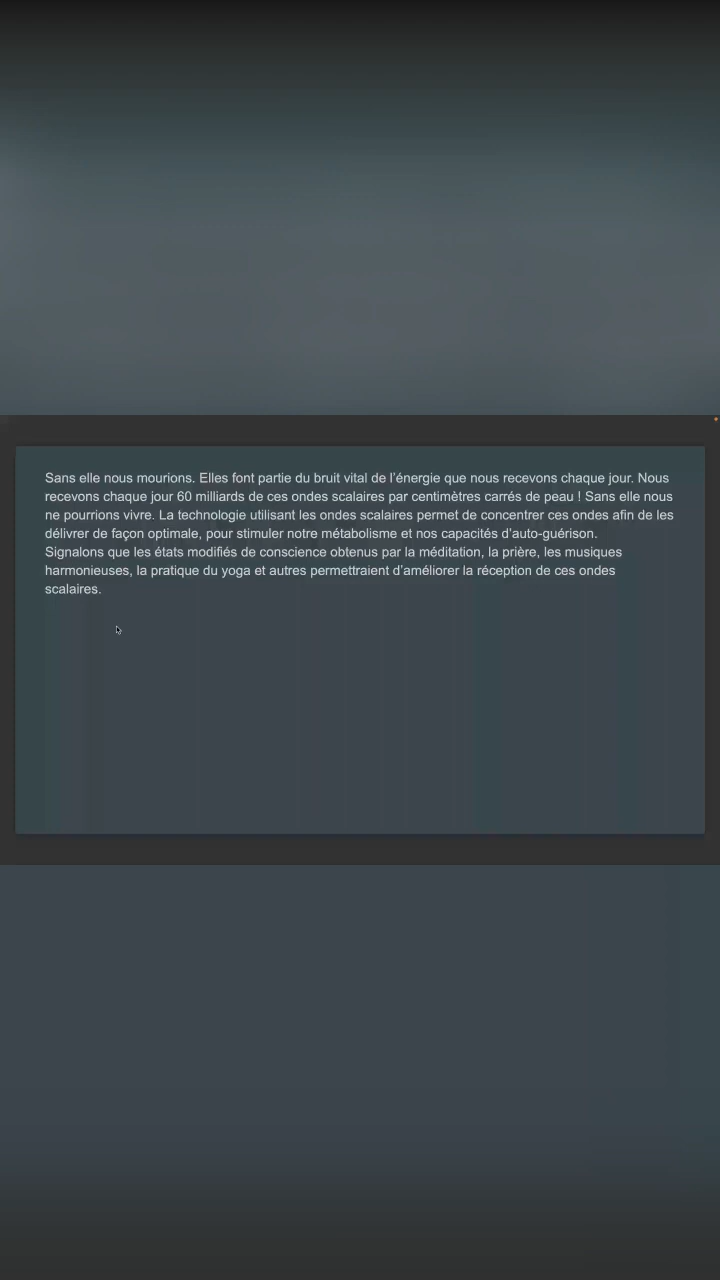 Sans elle nous mourions. Elles font partie du bruit vital de l’énergie que nous recevons chaque jour. Nous
recevons chaque jour 60 milliards de ces ondes scalaires par centimètres carrés de peau ! Sans elle nous
ne pourrions vivre. La technologie utilisant les ondes scalaires permet de concentrer ces ondes afin de les
délivrer de façon optimale, pour stimuler notre métabolisme et nos capacités d’auto-guérison.
Signalons que les états modifiés de conscience obtenus par la méditation, la prière, les musiques
harmonieuses, la pratique du yoga et autres permettraient d’améliorer la réception de ces ondes
scalaires.